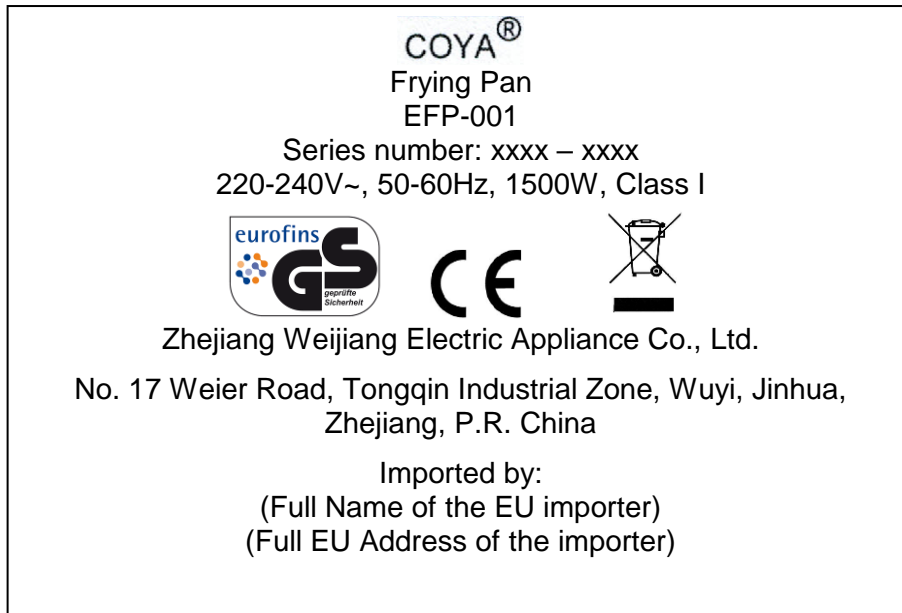 COYA®
Frying Pan
EFP-001
Series number: xxxx – xxxx
220-240V~, 50-60Hz, 1500W, Class I
eurofins
GS
geprüfte
Sicherheit
CE
Zhejiang Weijiang Electric Appliance Co., Ltd.
No. 17 Weier Road, Tongqin Industrial Zone, Wuyi, Jinhua,
Zhejiang, P.R. China
Imported by:
(Full Name of the EU importer)
(Full EU Address of the importer)